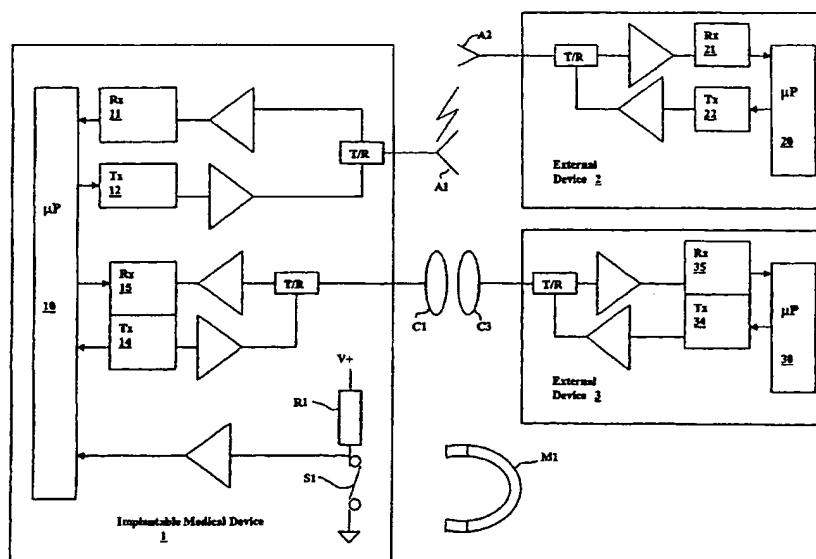 Rx
11
Tx
12
μP
10
Rx
15
Tx
14
T/R
T/R
V+
R1
S1
Implantable Medical Device
1
A1
A2
C1
C3
M1
T/R
Rx
21
Tx
22
μP
20
External
Device 2
T/R
Rx
35
Tx
34
μP
30
External
Device 3